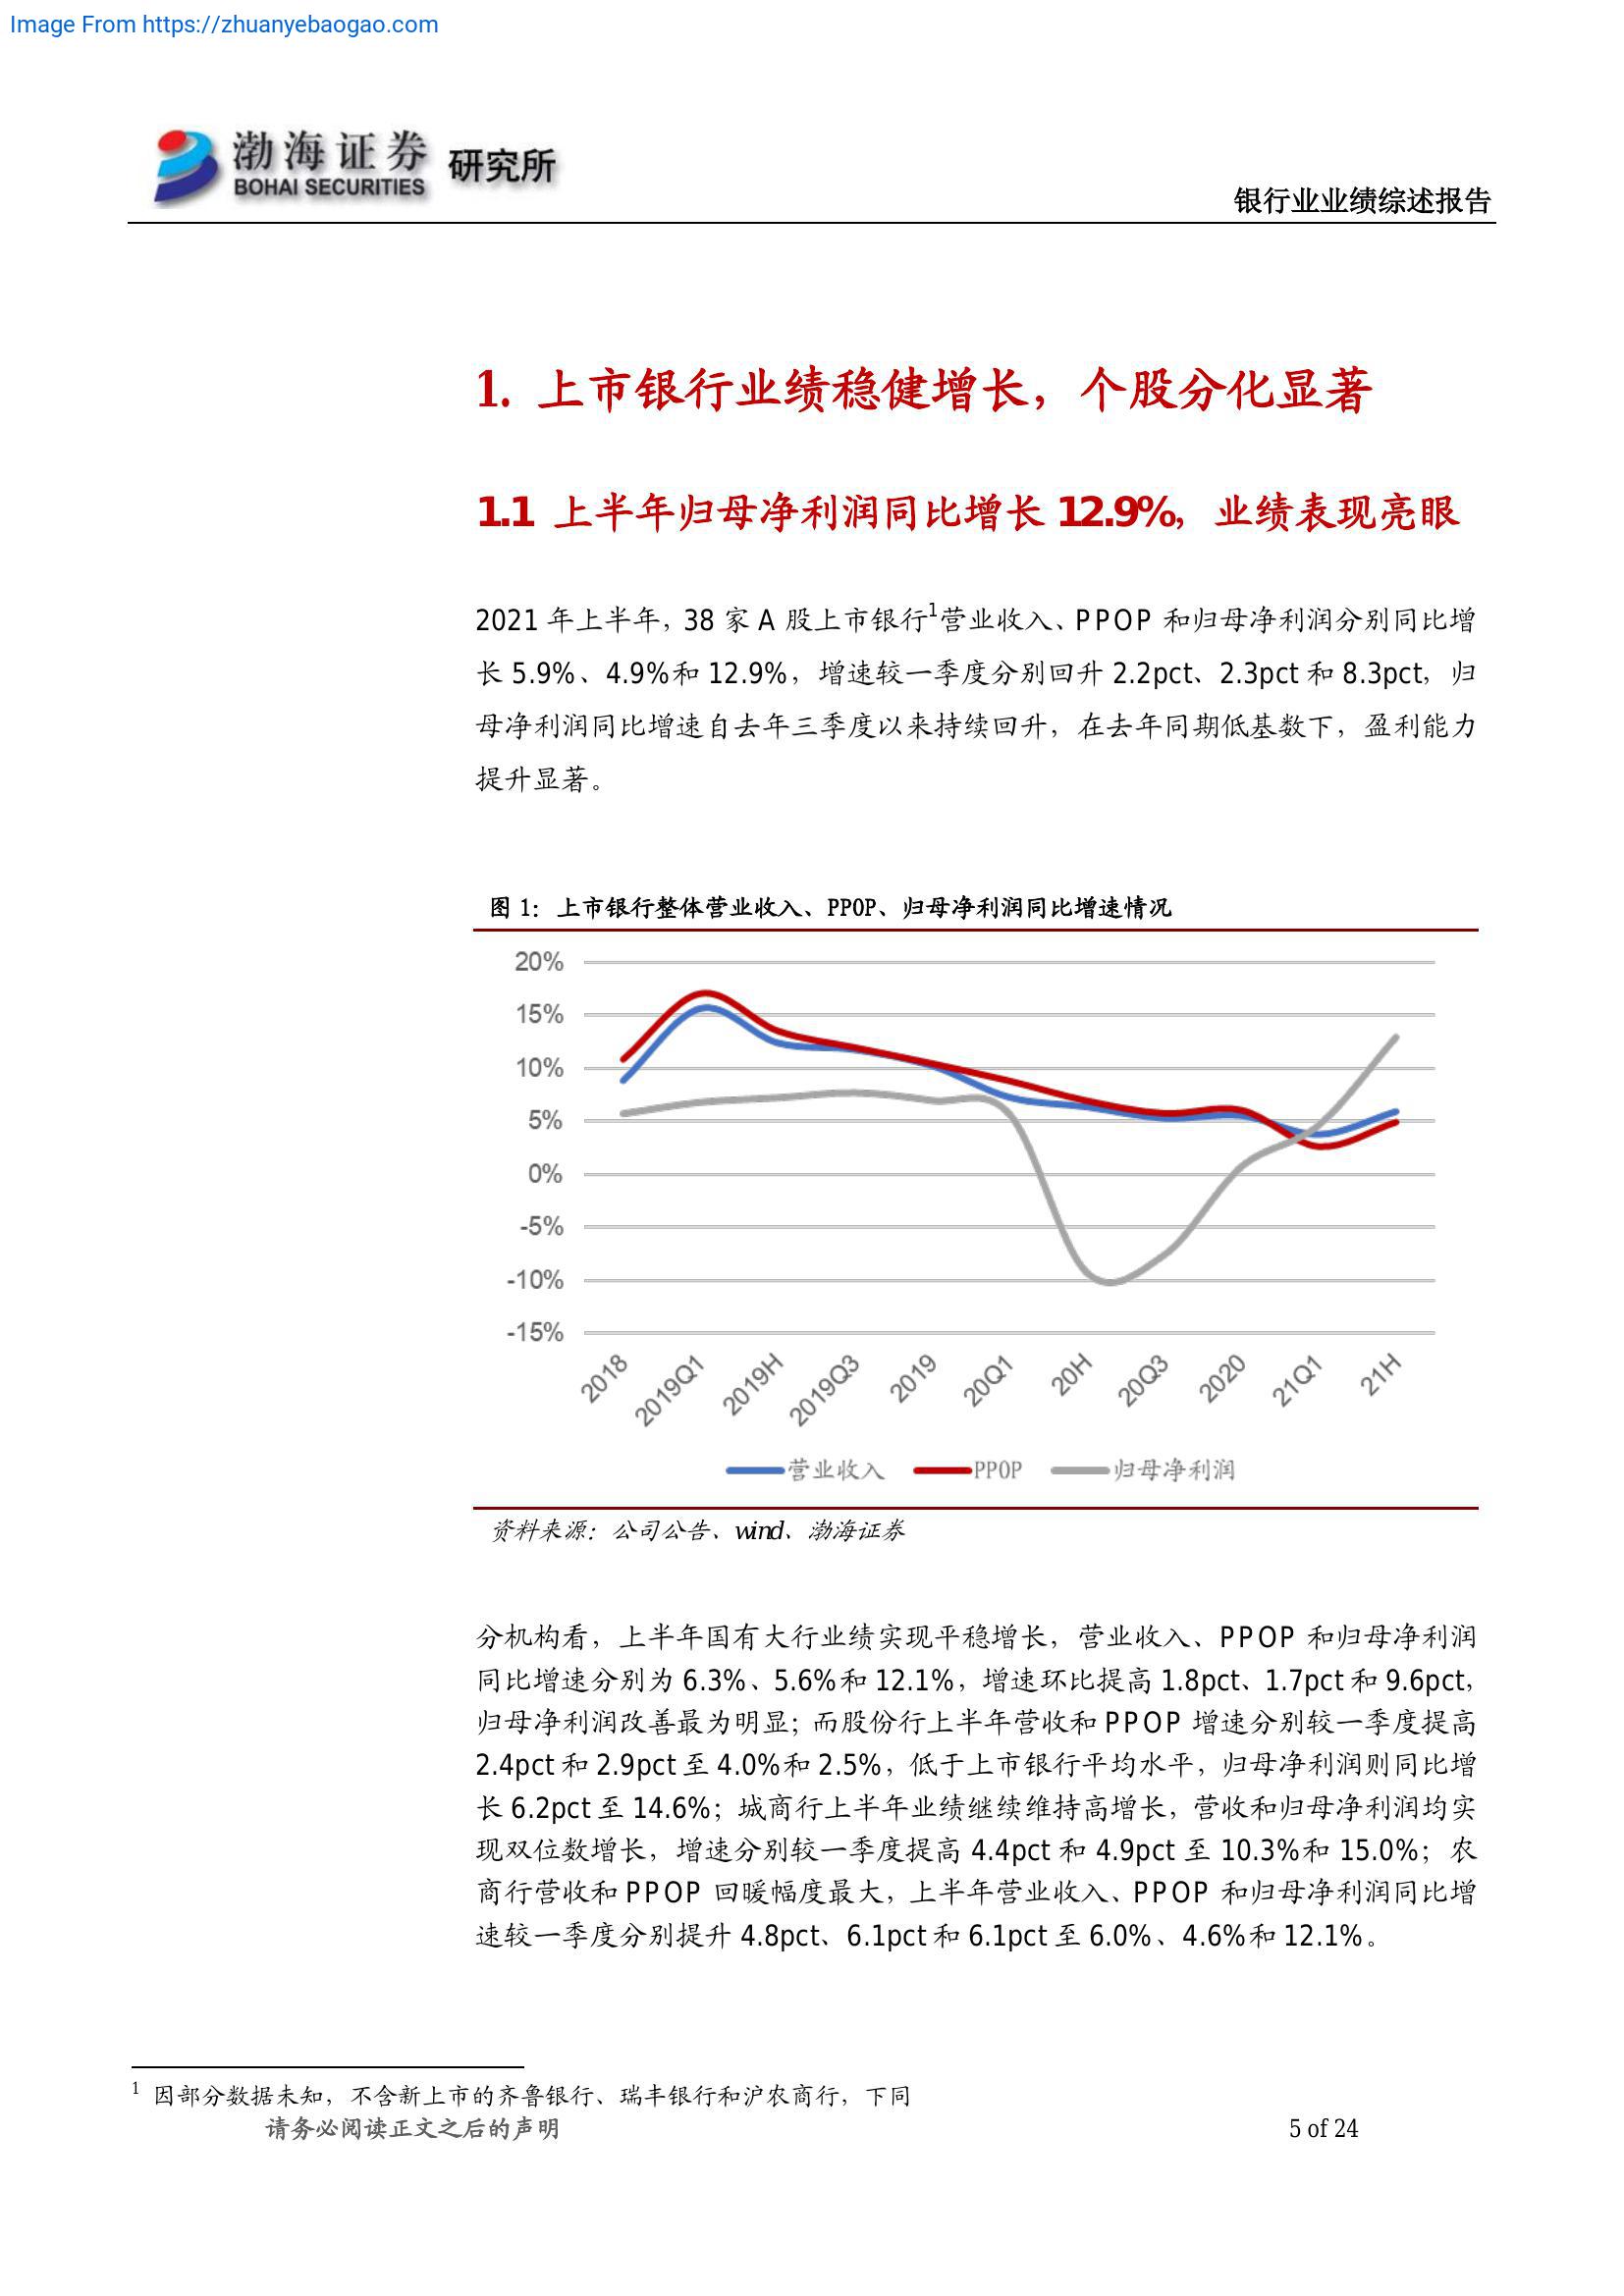 Image From https://zhuanyebaogao.com
渤海证券 研究所
BOHAI SECURITIES
银行业业绩综述报告
1. 上市银行业绩稳健增长，个股分化显著
1.1 上半年归母净利润同比增长 12.9%，业绩表现亮眼
2021 年上半年，38 家 A 股上市银行1营业收入、PPOP 和归母净利润分别同比增
长 5.9%、4.9%和 12.9%，增速较一季度分别回升 2.2pct、2.3pct 和 8.3pct，归
母净利润同比增速自去年三季度以来持续回升，在去年同期低基数下，盈利能力
提升显著。
图 1：上市银行整体营业收入、PPOP、归母净利润同比增速情况
20%
15%
10%
5%
0%
-5%
-10%
-15%
2018 2019Q1 2019H 2019Q3 2019 20Q1 20H 20Q3 2020 21Q1 21H
营业收入 PPOP 归母净利润
资料来源：公司公告、wind、渤海证券
分机构看，上半年国有大行业绩实现平稳增长，营业收入、PPOP 和归母净利润
同比增速分别为 6.3%、5.6%和 12.1%，增速环比提高 1.8pct、1.7pct 和 9.6pct，
归母净利润改善最为明显；而股份行上半年营收和 PPOP 增速分别较一季度提高
2.4pct 和 2.9pct 至 4.0%和 2.5%，低于上市银行平均水平，归母净利润则同比增
长 6.2pct 至 14.6%；城商行上半年业绩继续维持高增长，营收和归母净利润均实
现双位数增长，增速分别较一季度提高 4.4pct 和 4.9pct 至 10.3%和 15.0%；农
商行营收和 PPOP 回暖幅度最大，上半年营业收入、PPOP 和归母净利润同比增
速较一季度分别提升 4.8pct、6.1pct 和 6.1pct 至 6.0%、4.6%和 12.1%。
1 因部分数据未知，不含新上市的齐鲁银行、瑞丰银行和沪农商行，下同
请务必阅读正文之后的声明 5 of 24